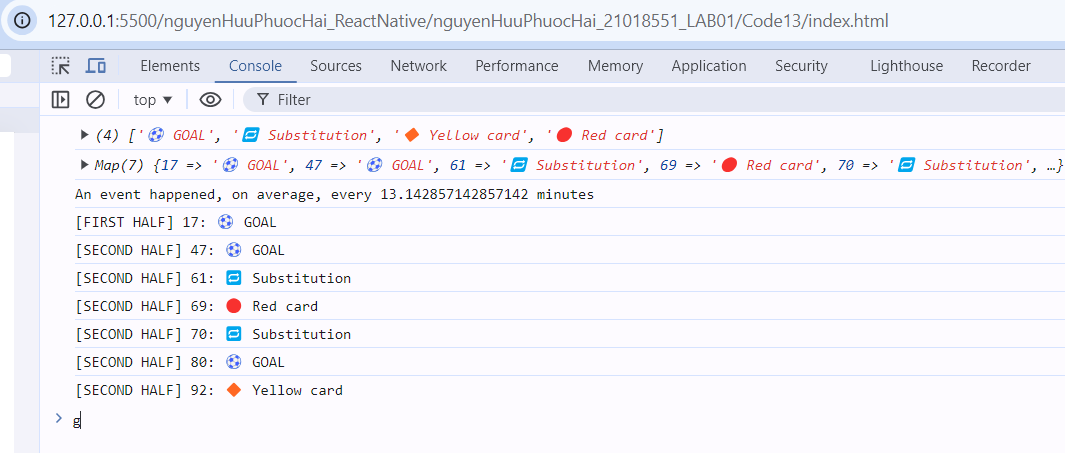 127.0.0.1:5500/nguyenHuuPhuocHai_ReactNative/nguyenHuuPhuocHai_21018551_LAB01/Code13/index.html
Elements Console Sources Network Performance Memory Application Security Lighthouse Recorder
top ▼ Filter
▶ (4) ['⚽ GOAL', '🔁 Substitution', '🔶 Yellow card', '🔴 Red card']
▶ Map(7) {17 => '⚽ GOAL', 47 => '⚽ GOAL', 61 => '🔁 Substitution', 69 => '🔴 Red card', 70 => '🔁 Substitution', …}
An event happened, on average, every 13.142857142857142 minutes
[FIRST HALF] 17: ⚽ GOAL
[SECOND HALF] 47: ⚽ GOAL
[SECOND HALF] 61: 🔁 Substitution
[SECOND HALF] 69: 🔴 Red card
[SECOND HALF] 70: 🔁 Substitution
[SECOND HALF] 80: ⚽ GOAL
[SECOND HALF] 92: 🔶 Yellow card
> g